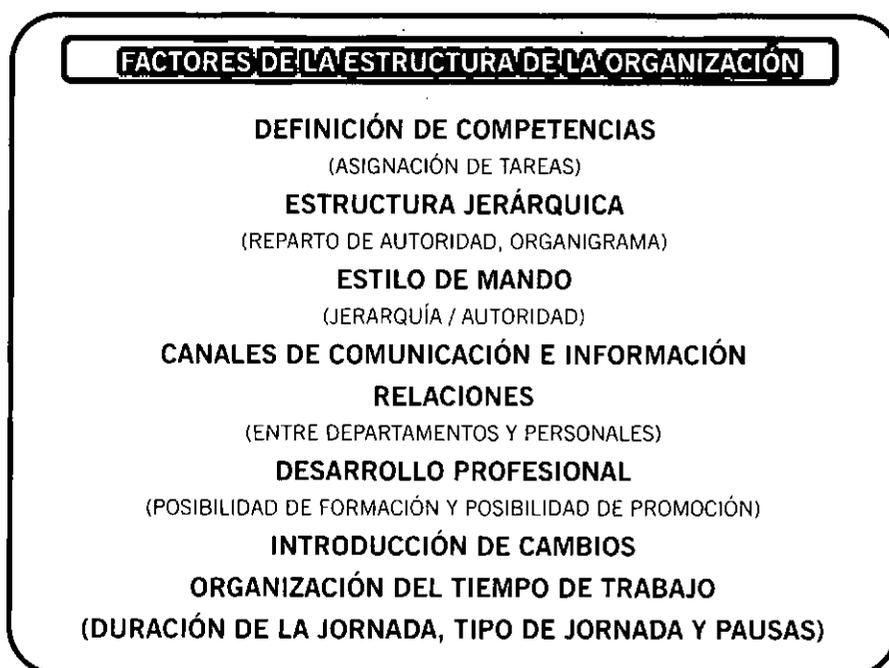 FACTORES DE LA ESTRUCTURA DE LA ORGANIZACIÓN
DEFINICIÓN DE COMPETENCIAS
(ASIGNACIÓN DE TAREAS)
ESTRUCTURA JERÁRQUICA
(REPARTO DE AUTORIDAD, ORGANIGRAMA)
ESTILO DE MANDO
(JERARQUÍA / AUTORIDAD)
CANALES DE COMUNICACIÓN E INFORMACIÓN
RELACIONES
(ENTRE DEPARTAMENTOS Y PERSONALES)
DESARROLLO PROFESIONAL
(POSIBILIDAD DE FORMACIÓN Y POSIBILIDAD DE PROMOCIÓN)
INTRODUCCIÓN DE CAMBIOS
ORGANIZACIÓN DEL TIEMPO DE TRABAJO
(DURACIÓN DE LA JORNADA, TIPO DE JORNADA Y PAUSAS)